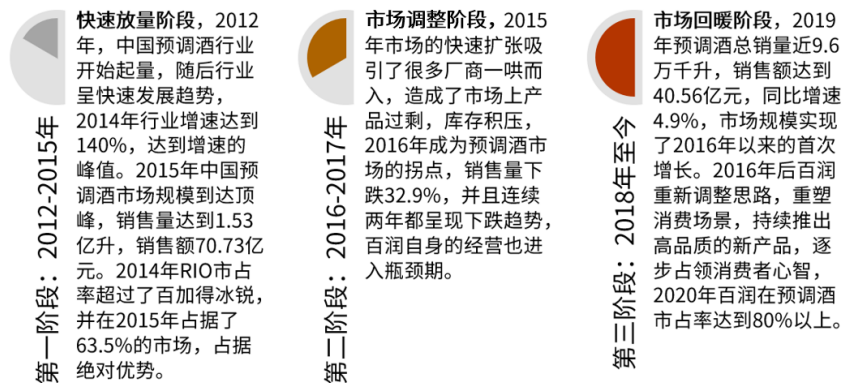 第一阶段：2012-2015年
快速放量阶段，2012
年，中国预调酒行业
开始起量，随后行业
呈快速发展趋势，
2014年行业增速达到
140%，达到增速的
峰值。2015年中国预
调酒市场规模到达顶
峰，销售量达到1.53
亿升，销售额70.73亿
元。2014年RIO市占
率超过了百加得冰锐，
并在2015年占据了
63.5%的市场，占据
绝对优势。
第二阶段：2016-2017年
市场调整阶段，2015
年市场的快速扩张吸
引了很多厂商一哄而
入，造成了市场上产
品过剩，库存积压，
2016年成为预调酒市
场的拐点，销售量下
跌32.9%，并且连续
两年都呈现下跌趋势，
百润自身的经营也进
入瓶颈期。
第三阶段：2018年至今
市场回暖阶段，2019
年预调酒总销量近9.6
万千升，销售额达到
40.56亿元，同比增速
4.9%，市场规模实现
了2016年以来的首次
增长。2016年后百润
重新调整思路，重塑
消费场景，持续推出
高品质的新产品，逐
步占领消费者心智，
2020年百润在预调酒
市占率达到80%以上。